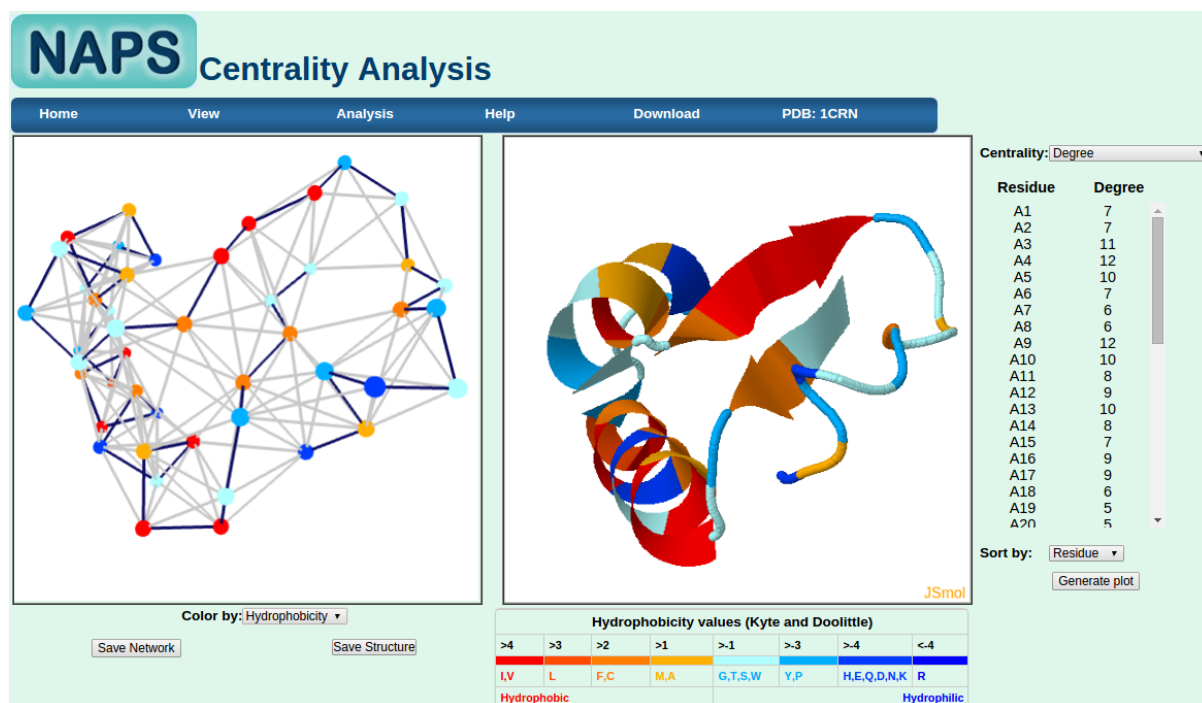 NAPS Centrality Analysis
Home View Analysis Help Download PDB: 1CRN
Centrality: Degree
Residue Degree
A1 7
A2 7
A3 11
A4 12
A5 10
A6 7
A7 6
A8 6
A9 12
A10 10
A11 8
A12 9
A13 10
A14 8
A15 7
A16 9
A17 9
A18 6
A19 5
A20 5
Sort by: Residue
Generate plot
JSmol
Color by: Hydrophobicity
Save Network Save Structure
Hydrophobicity values (Kyte and Doolittle)
>4 >3 >2 >1 >-1 >-3 >-4 <-4
I,V L F,C M,A G,T,S,W Y,P H,E,Q,D,N,K R
Hydrophobic Hydrophilic